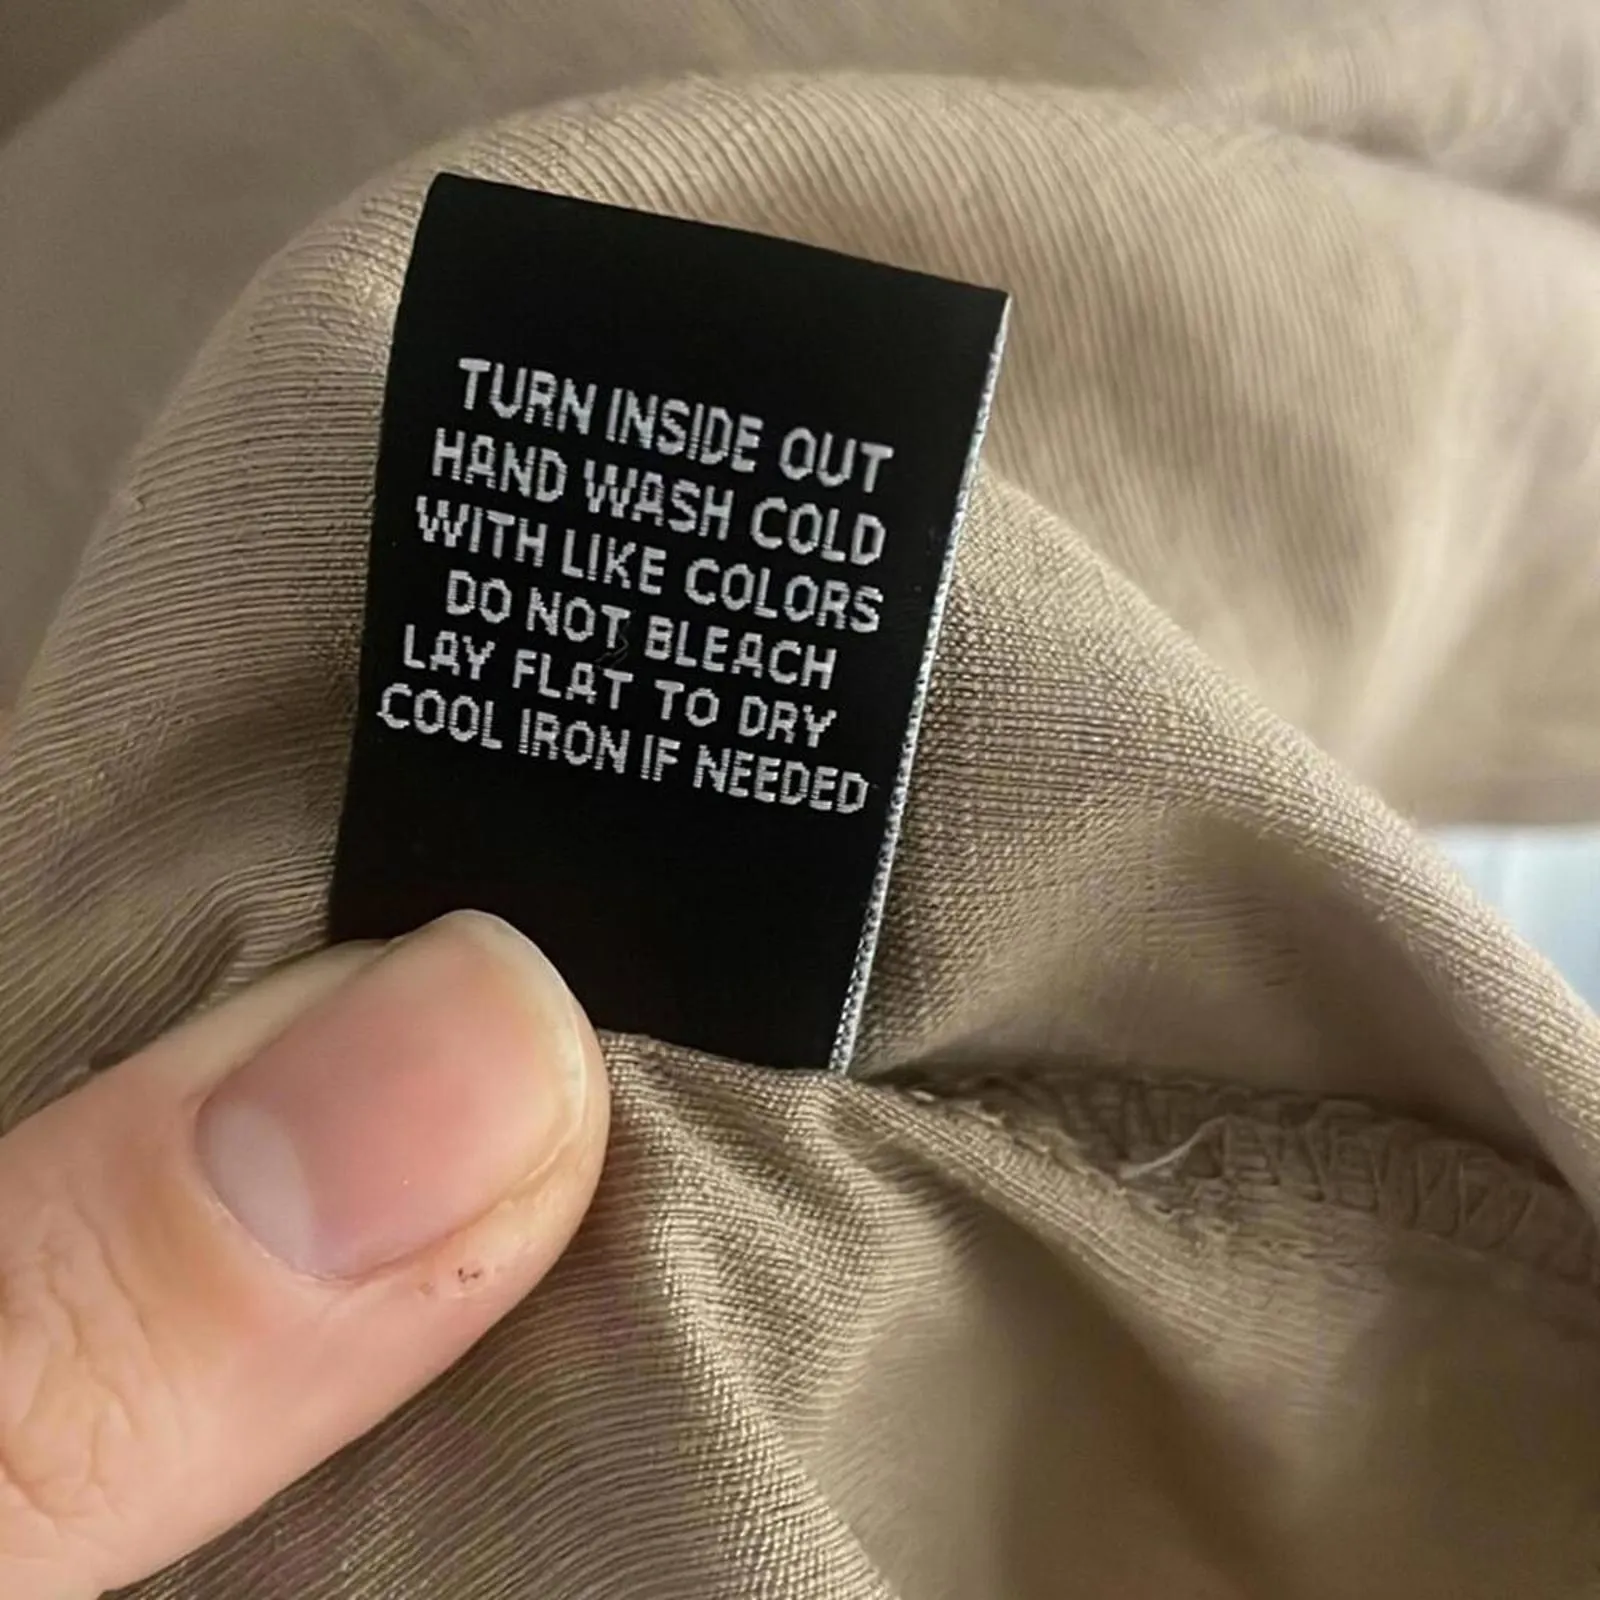 TURN INSIDE OUT
HAND WASH COLD
WITH LIKE COLORS
DO NOT BLEACH
LAY FLAT TO DRY
COOL IRON IF NEEDED